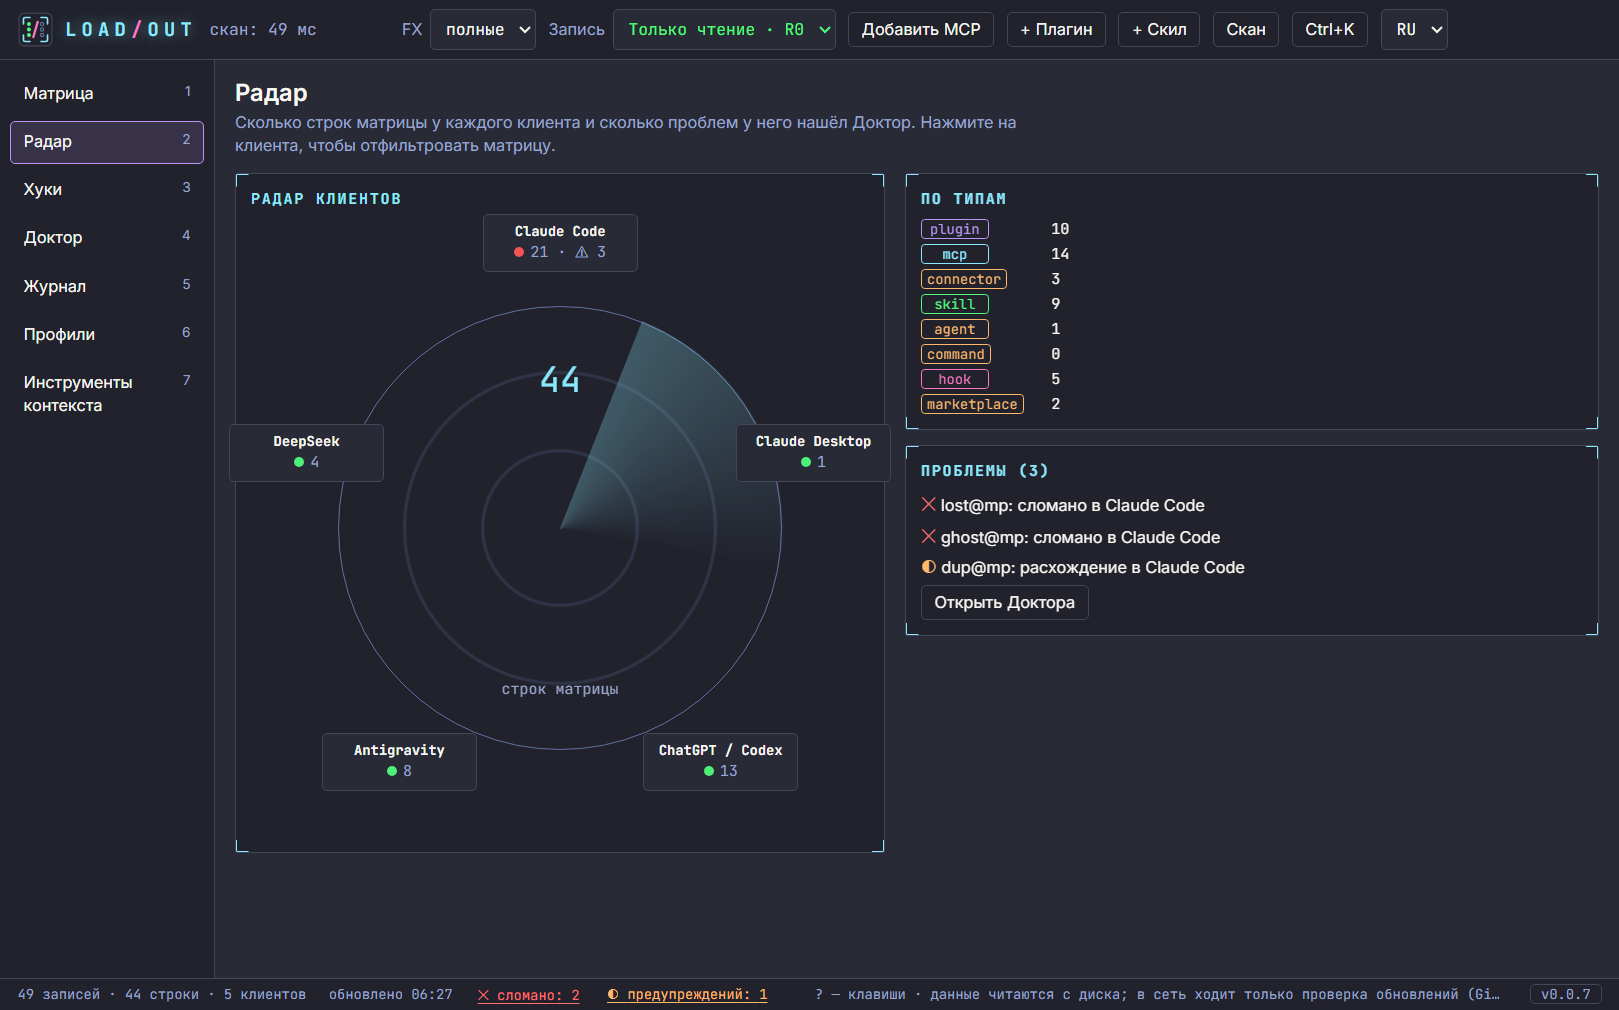 LOAD/OUT скан: 49 мс FX полные Запись Только чтение · R0 Добавить MCP + Плагин + Скил Скан Ctrl+K RU
Матрица 1
Радар 2
Хуки 3
Доктор 4
Журнал 5
Профили 6
Инструменты контекста 7
Радар
Сколько строк матрицы у каждого клиента и сколько проблем у него нашёл Доктор. Нажмите на
клиента, чтобы отфильтровать матрицу.
РАДАР КЛИЕНТОВ
Claude Code
21 · ⚠ 3
44
DeepSeek
4
Claude Desktop
1
строк матрицы
Antigravity
8
ChatGPT / Codex
13
ПО ТИПАМ
plugin 10
mcp 14
connector 3
skill 9
agent 1
command 0
hook 5
marketplace 2
ПРОБЛЕМЫ (3)
lost@mp: сломано в Claude Code
ghost@mp: сломано в Claude Code
dup@mp: расхождение в Claude Code
Открыть Доктора
49 записей · 44 строки · 5 клиентов обновлено 06:27 сломано: 2 предупреждений: 1 ? — клавиши · данные читаются с диска; в сеть ходит только проверка обновлений (Gi… v0.0.7